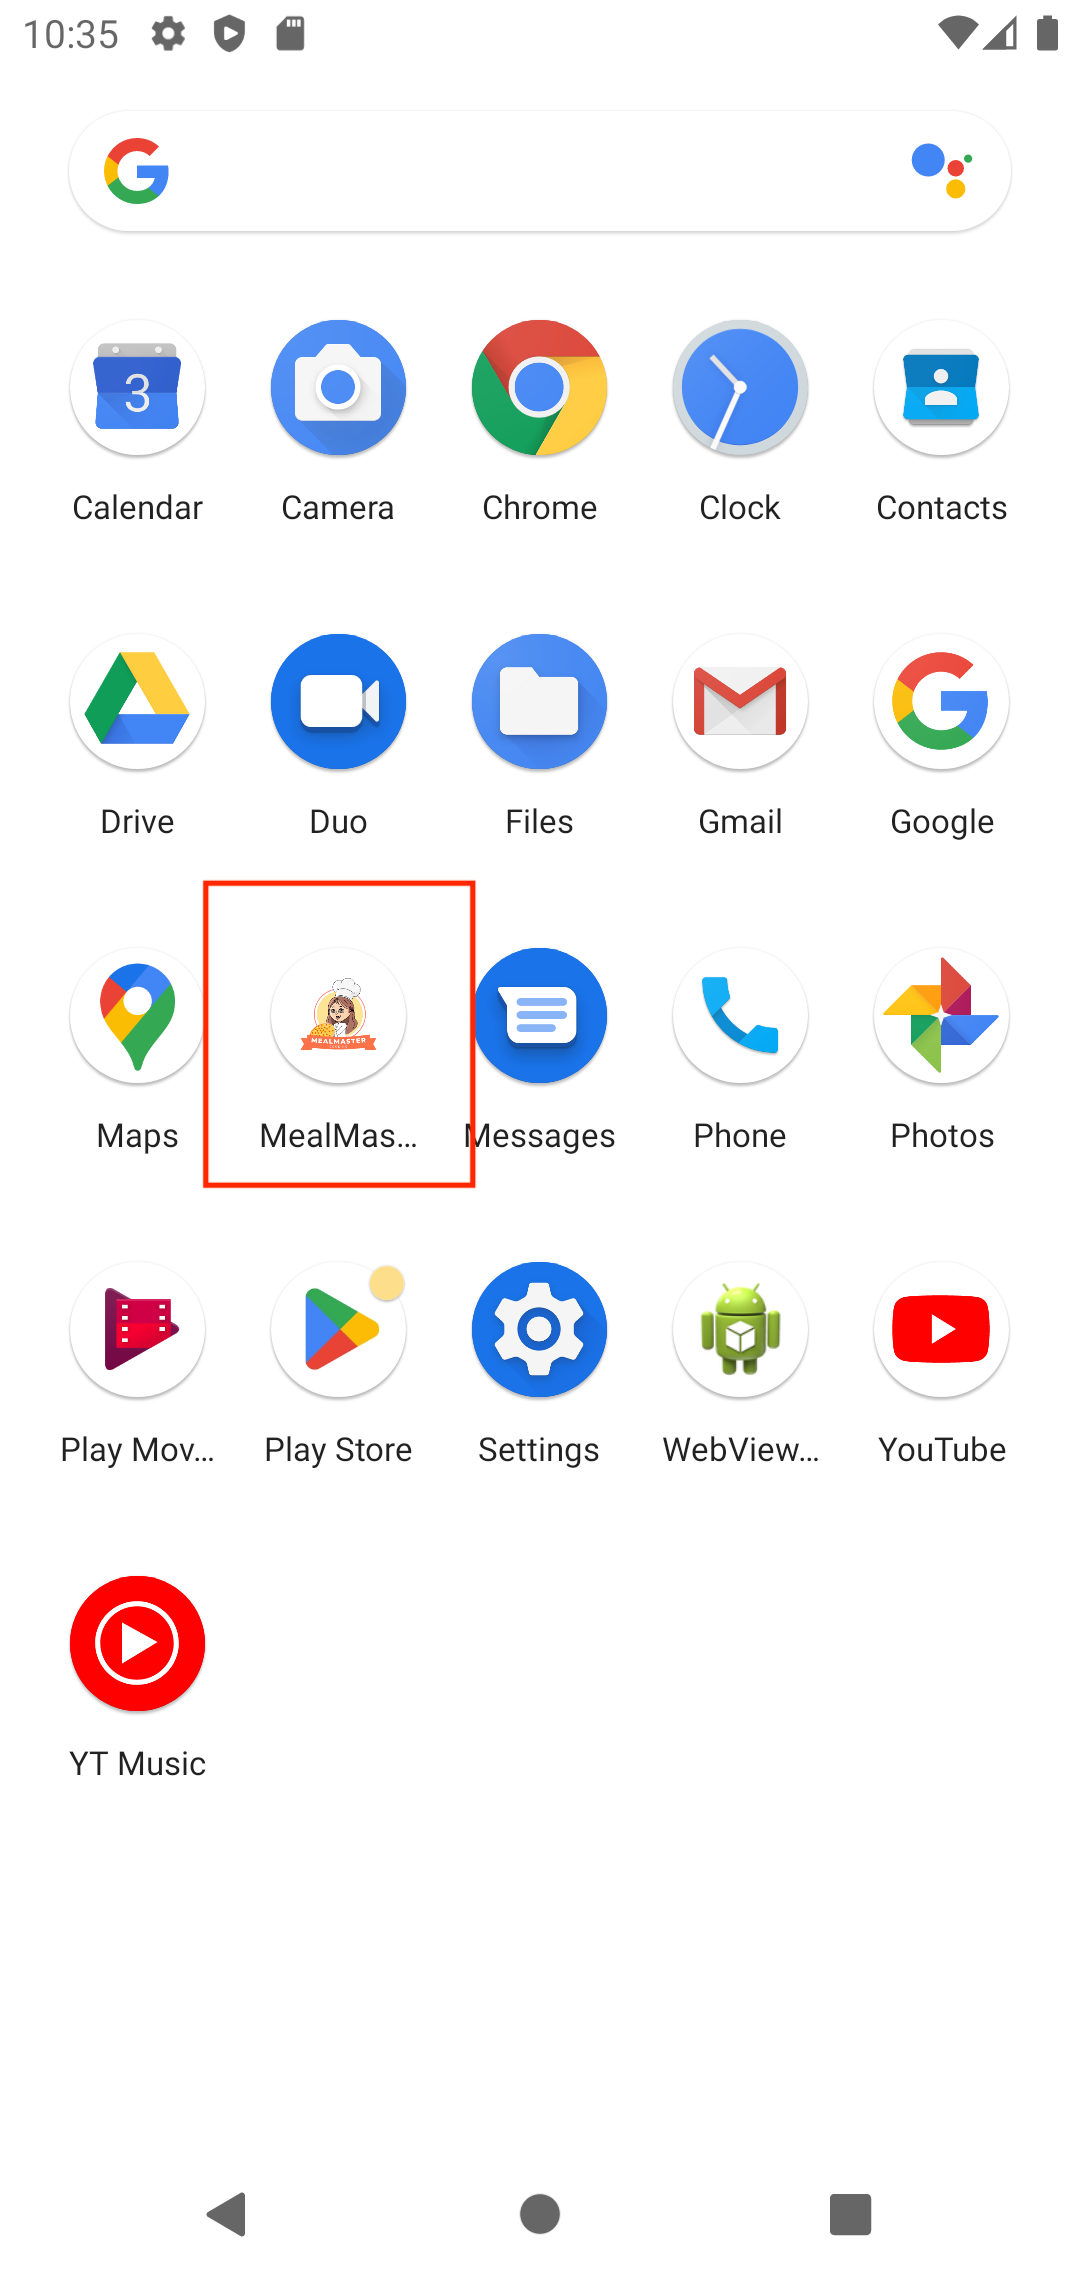 10:35
3
Calendar Camera Chrome Clock Contacts
Drive Duo Files Gmail Google
MEALMASTER
Maps MealMas... Messages Phone Photos
Play Mov... Play Store Settings WebView... YouTube
YT Music